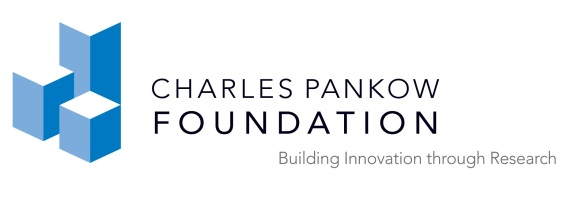 CHARLES PANKOW
FOUNDATION
Building Innovation through Research